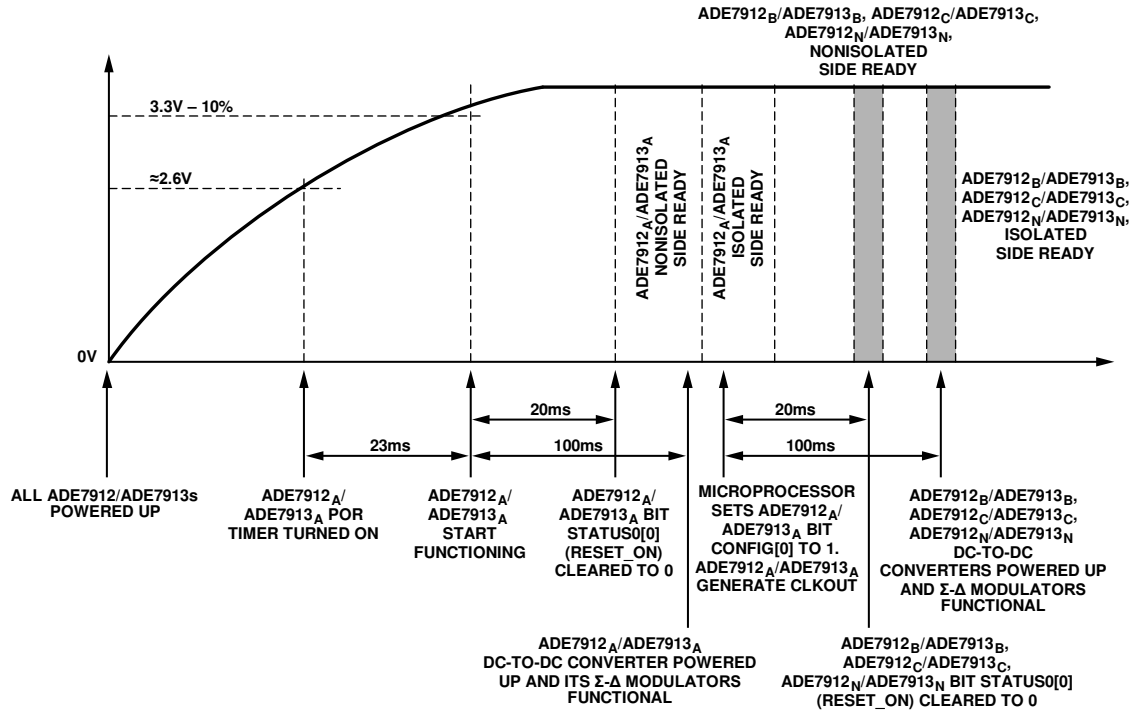 ADE7912B/ADE7913B, ADE7912C/ADE7913C,
ADE7912N/ADE7913N,
NONISOLATED
SIDE READY
3.3V – 10%
≈2.6V
0V
ADE7912A/ADE7913A
NONISOLATED
SIDE READY
ADE7912A/ADE7913A
ISOLATED
SIDE READY
ADE7912B/ADE7913B,
ADE7912C/ADE7913C,
ADE7912N/ADE7913N,
ISOLATED
SIDE READY
20ms
20ms
23ms
100ms
100ms
ALL ADE7912/ADE7913s
POWERED UP
ADE7912A/
ADE7913A POR
TIMER TURNED ON
ADE7912A/
ADE7913A
START
FUNCTIONING
ADE7912A/
ADE7913A BIT
STATUS0[0]
(RESET_ON)
CLEARED TO 0
MICROPROCESSOR
SETS ADE7912A/
ADE7913A BIT
CONFIG[0] TO 1.
ADE7912A/ADE7913A
GENERATE CLKOUT
ADE7912B/ADE7913B,
ADE7912C/ADE7913C,
ADE7912N/ADE7913N
DC-TO-DC
CONVERTERS POWERED UP
AND Σ-Δ MODULATORS
FUNCTIONAL
ADE7912A/ADE7913A
DC-TO-DC CONVERTER POWERED
UP AND ITS Σ-Δ MODULATORS
FUNCTIONAL
ADE7912B/ADE7913B,
ADE7912C/ADE7913C,
ADE7912N/ADE7913N BIT STATUS0[0]
(RESET_ON) CLEARED TO 0